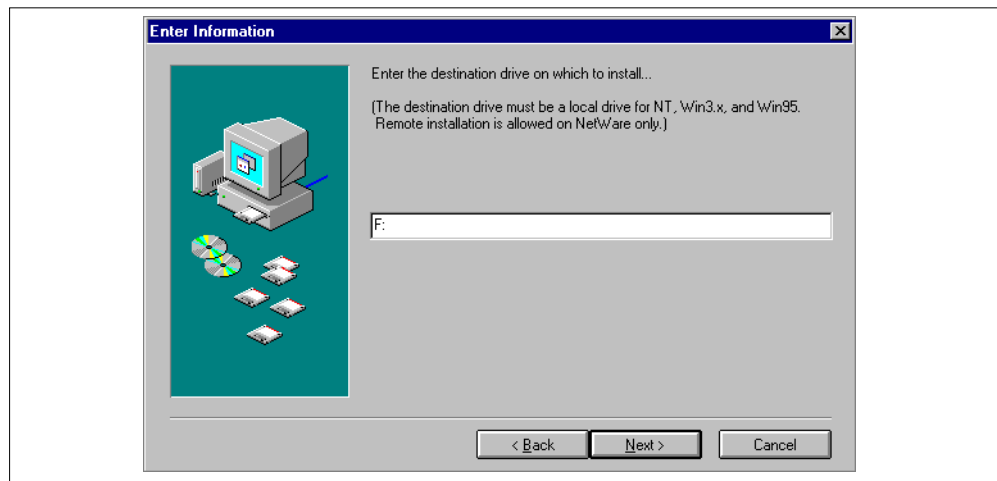 Enter Information
Enter the destination drive on which to install...
(The destination drive must be a local drive for NT, Win3.x, and Win95.
Remote installation is allowed on NetWare only.)
F:
< Back
Next >
Cancel